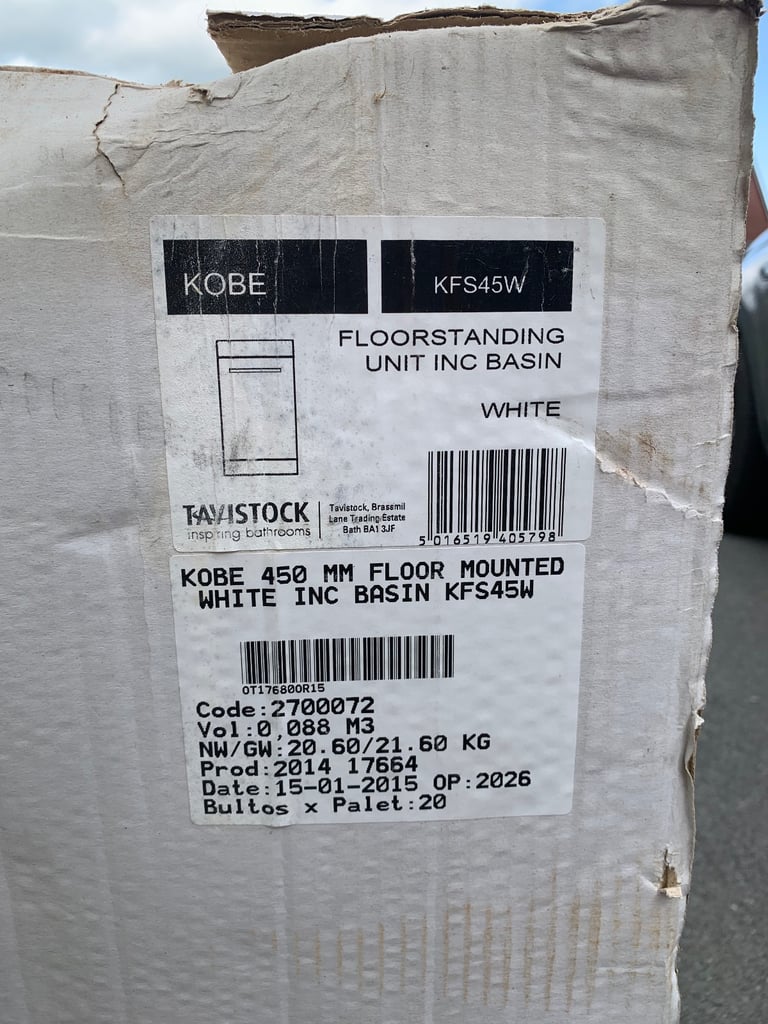 KOBE
KFS45W
FLOORSTANDING
UNIT INC BASIN
WHITE
TAVISTOCK
inspiring bathrooms
Tavistock, Brassmil
Lane Trading Estate
Bath BA1 3JF
5 016519 405798
KOBE 450 MM FLOOR MOUNTED
WHITE INC BASIN KFS45W
OT176800R15
Code:2700072
Vol:0,088 M3
NW/GW:20.60/21.60 KG
Prod:2014 17664
Date:15-01-2015 OP:2026
Bultos x Palet:20